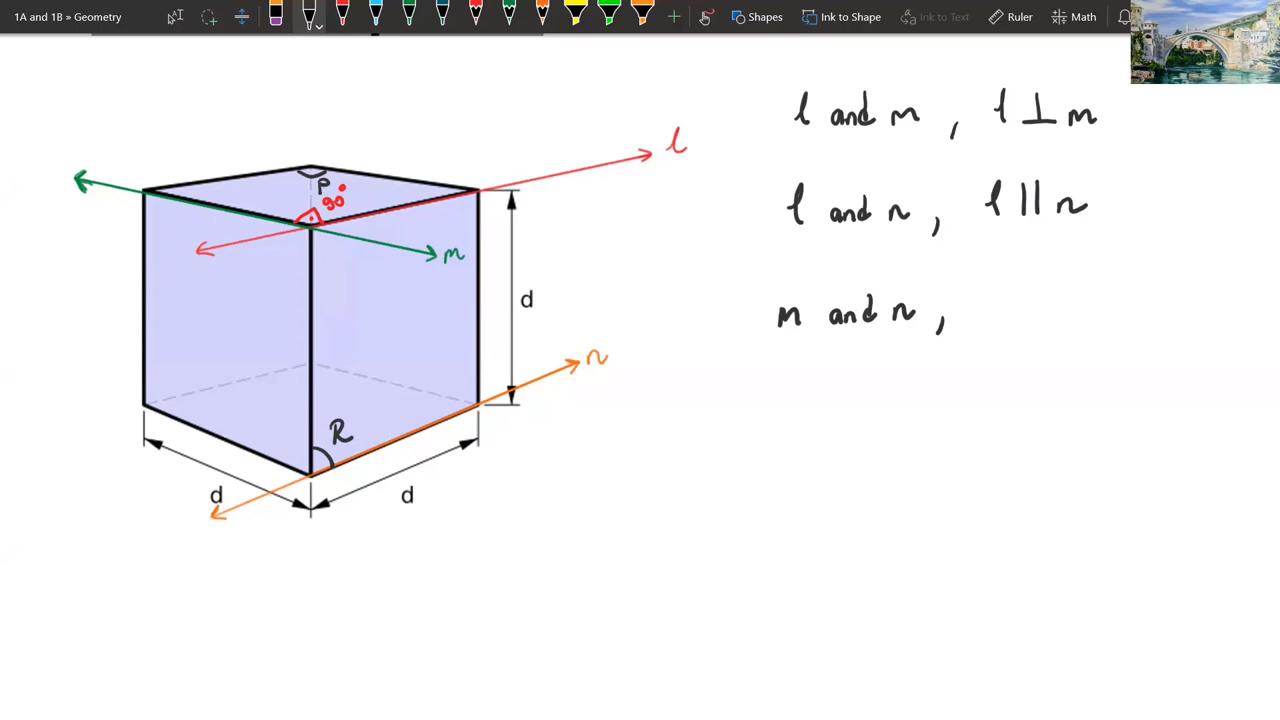 1A and 1B » Geometry
Shapes
Ink to Shape
Ink to Text
Ruler
Math
l and m , l ⊥ m
l
P
90°
l and n , l || n
m
d
m and n ,
n
R
d
d